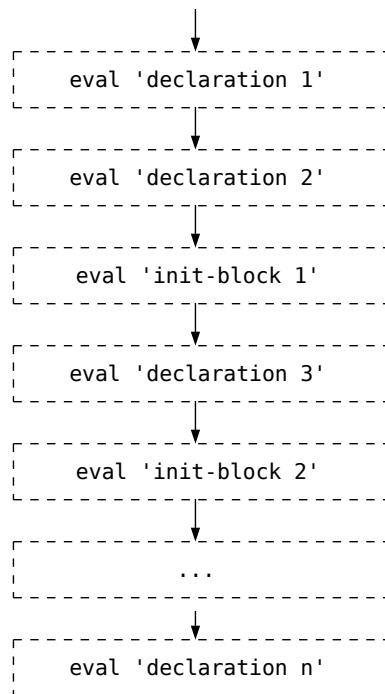 eval 'declaration 1'
eval 'declaration 2'
eval 'init-block 1'
eval 'declaration 3'
eval 'init-block 2'
...
eval 'declaration n'